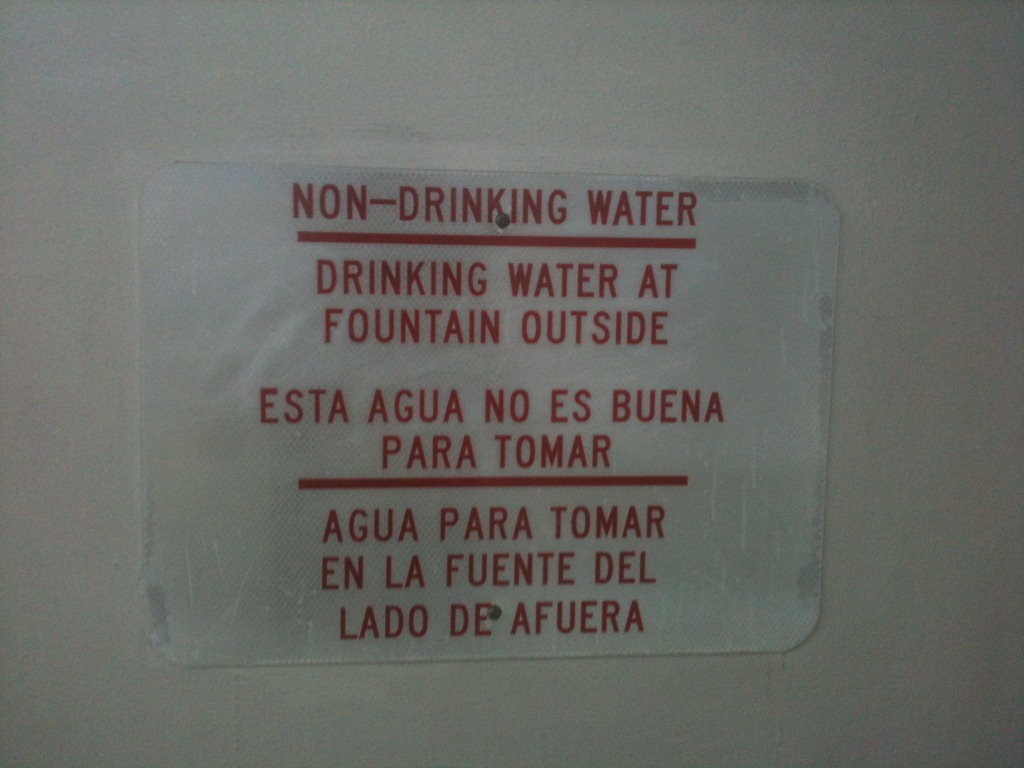 NON-DRINKING WATER
DRINKING WATER AT
FOUNTAIN OUTSIDE
ESTA AGUA NO ES BUENA
PARA TOMAR
AGUA PARA TOMAR
EN LA FUENTE DEL
LADO DE AFUERA